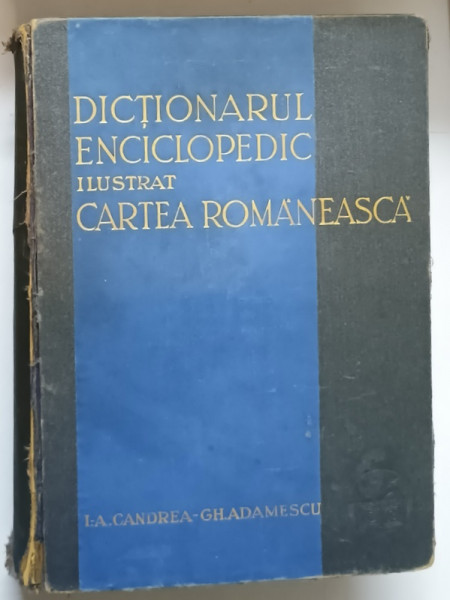 DICȚIONARUL
ENCICLOPEDIC
ILUSTRAT
CARTEA ROMÂNEASCĂ
I.A. CANDREA-GH.ADAMESCU